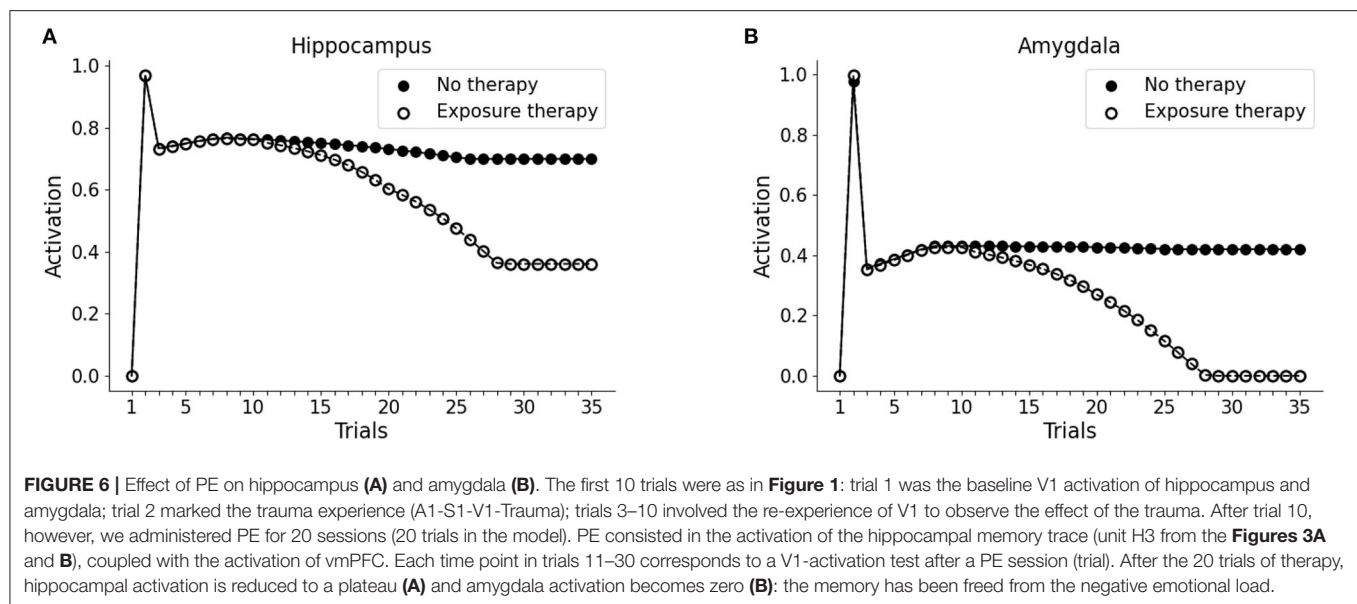 A
Hippocampus
1.0
0.8
0.6
0.4
0.2
0.0
Activation
No therapy
Exposure therapy
1 5 10 15 20 25 30 35
Trials
B
Amygdala
1.0
0.8
0.6
0.4
0.2
0.0
Activation
No therapy
Exposure therapy
1 5 10 15 20 25 30 35
Trials
FIGURE 6 | Effect of PE on hippocampus (A) and amygdala (B). The first 10 trials were as in Figure 1: trial 1 was the baseline V1 activation of hippocampus and
amygdala; trial 2 marked the trauma experience (A1-S1-V1-Trauma); trials 3–10 involved the re-experience of V1 to observe the effect of the trauma. After trial 10,
however, we administered PE for 20 sessions (20 trials in the model). PE consisted in the activation of the hippocampal memory trace (unit H3 from the Figures 3A
and B), coupled with the activation of vmPFC. Each time point in trials 11–30 corresponds to a V1-activation test after a PE session (trial). After the 20 trials of therapy,
hippocampal activation is reduced to a plateau (A) and amygdala activation becomes zero (B): the memory has been freed from the negative emotional load.